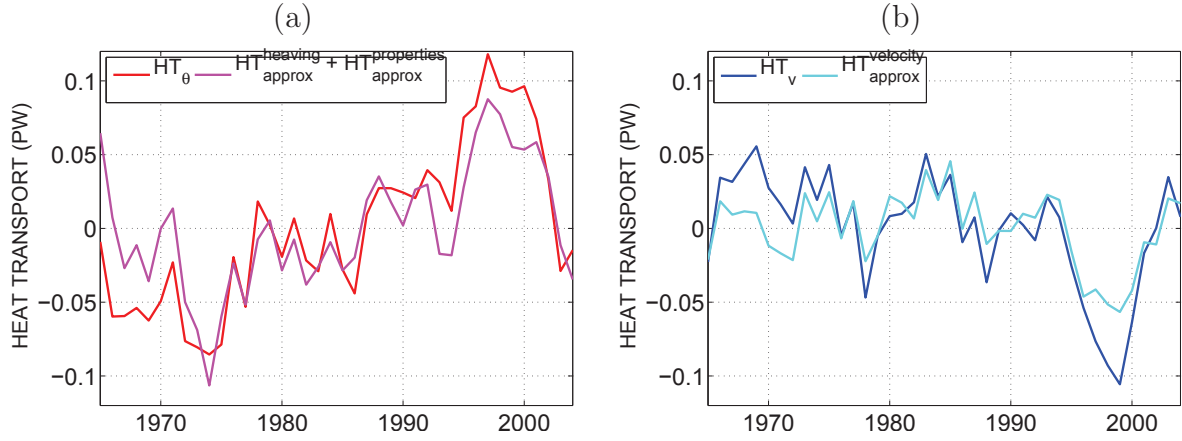 (a)
HT_θ HT^heaving_approx + HT^properties_approx
HEAT TRANSPORT (PW)
0.1
0.05
0
−0.05
−0.1
1970 1980 1990 2000
(b)
HT_v HT^velocity_approx
HEAT TRANSPORT (PW)
0.1
0.05
0
−0.05
−0.1
1970 1980 1990 2000